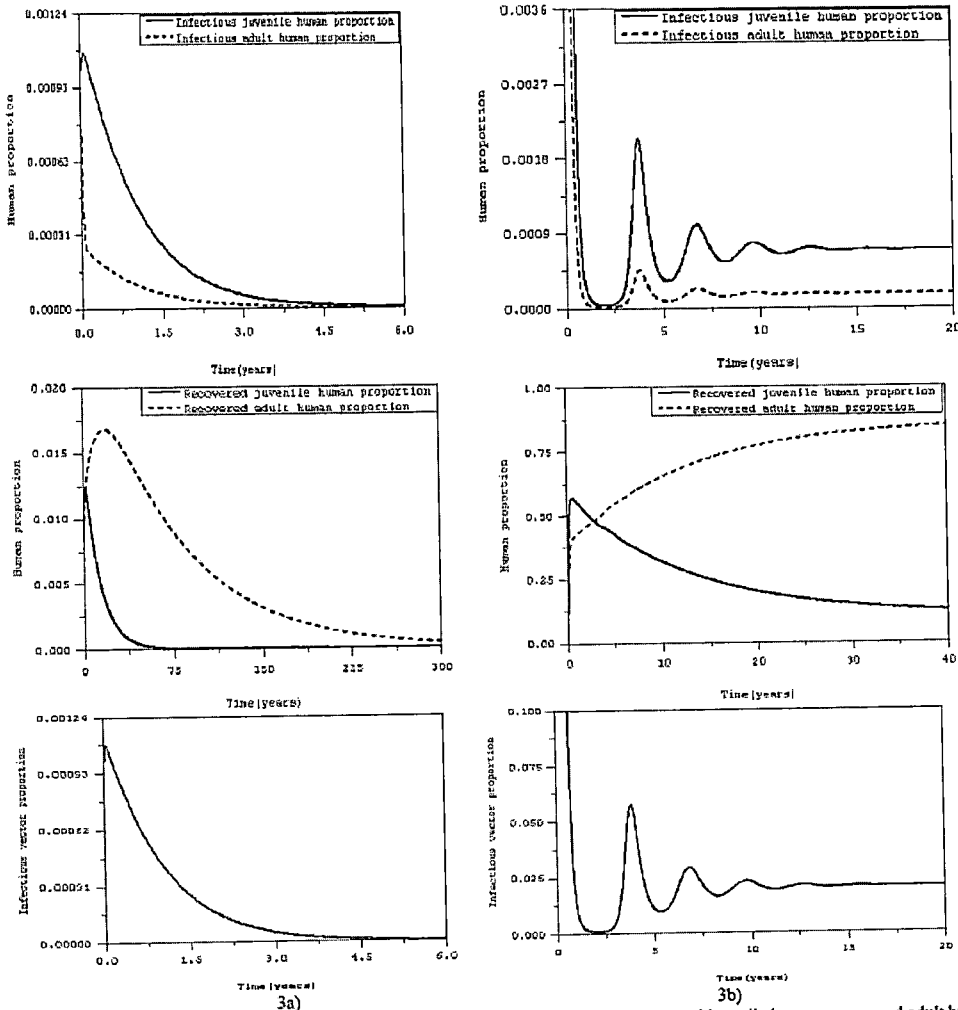 Infectious juvenile human proportion
Infectious adult human proportion
0.00124
0.00093
0.00063
0.00031
0.00000
Human proportion
0.0
1.5
3.0
4.5
6.0
Time(years|
Infectious juvenile human proportion
Infectious adult human proportion
0.0036
0.0027
0.0018
0.0009
0.0000
Human proportion
0
5
10
15
20
Time(years|
Recovered juvenile human proportion
Recovered adult human proportion
0.020
0.015
0.010
0.005
0.000
Human proportion
0
75
300
Time|years)
Recovered juvenile human proportion
Recovered adult human proportion
1.00
0.75
0.50
0.25
0.00
Human proportion
0
10
20
30
40
Time|years|
0.00124
0.00093
0.00062
0.00000
Infectious vector proportion
0.0
1.5
3.0
4.5
6.0
Time(years)
3a)
0.100
0.075
0.050
0.025
0.000
Infectious vector proportion
0
5
10
15
20
Time(years)
3b)